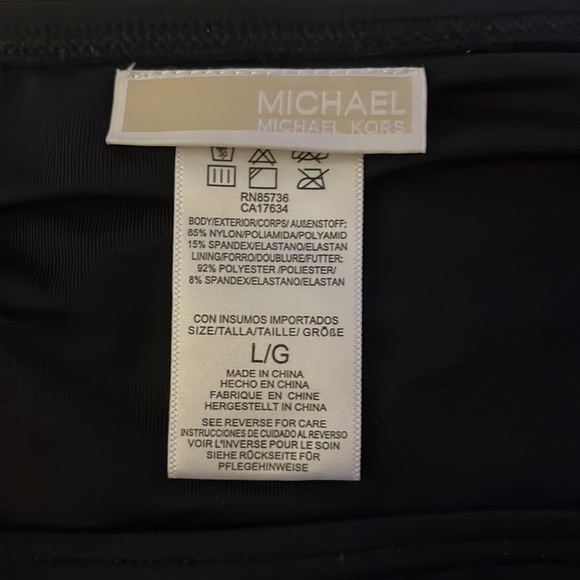 MICHAEL
MICHAEL KORS
RN85736
CA17634
BODY/EXTERIOR/CORPS/ AUßENSTOFF:
85% NYLON/POLIAMIDA/POLYAMID
15% SPANDEX/ELASTANO/ELASTAN
LINING/FORRO/DOUBLURE/FUTTER:
92% POLYESTER /POLIESTER/
8% SPANDEX/ELASTANO/ELASTAN
CON INSUMOS IMPORTADOS
SIZE/TALLA/TAILLE/ GRÖßE
L/G
MADE IN CHINA
HECHO EN CHINA
FABRIQUE EN CHINE
HERGESTELLT IN CHINA
SEE REVERSE FOR CARE
INSTRUCCIONES DE CUIDADO AL REVERSO
VOIR L'INVERSE POUR LE SOIN
SIEHE RÜCKSEITE FÜR
PFLEGEHINWEISE